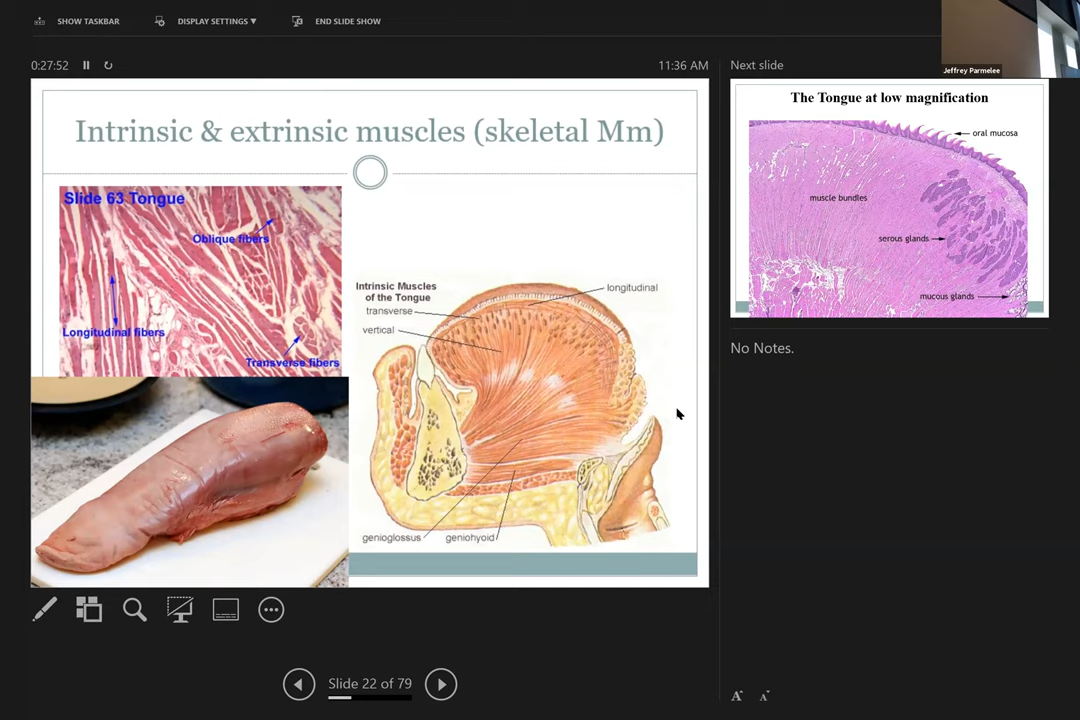 SHOW TASKBAR
DISPLAY SETTINGS ▼
END SLIDE SHOW
Jeffrey Parmelee
0:27:52
11:36 AM
Next slide
Intrinsic & extrinsic muscles (skeletal Mm)
Slide 63 Tongue
Oblique fibers
Longitudinal fibers
Transverse fibers
Intrinsic Muscles
of the Tongue
transverse
vertical
longitudinal
genioglossus
geniohyoid
The Tongue at low magnification
oral mucosa
muscle bundles
serous glands
mucous glands
No Notes.
Slide 22 of 79
A
A